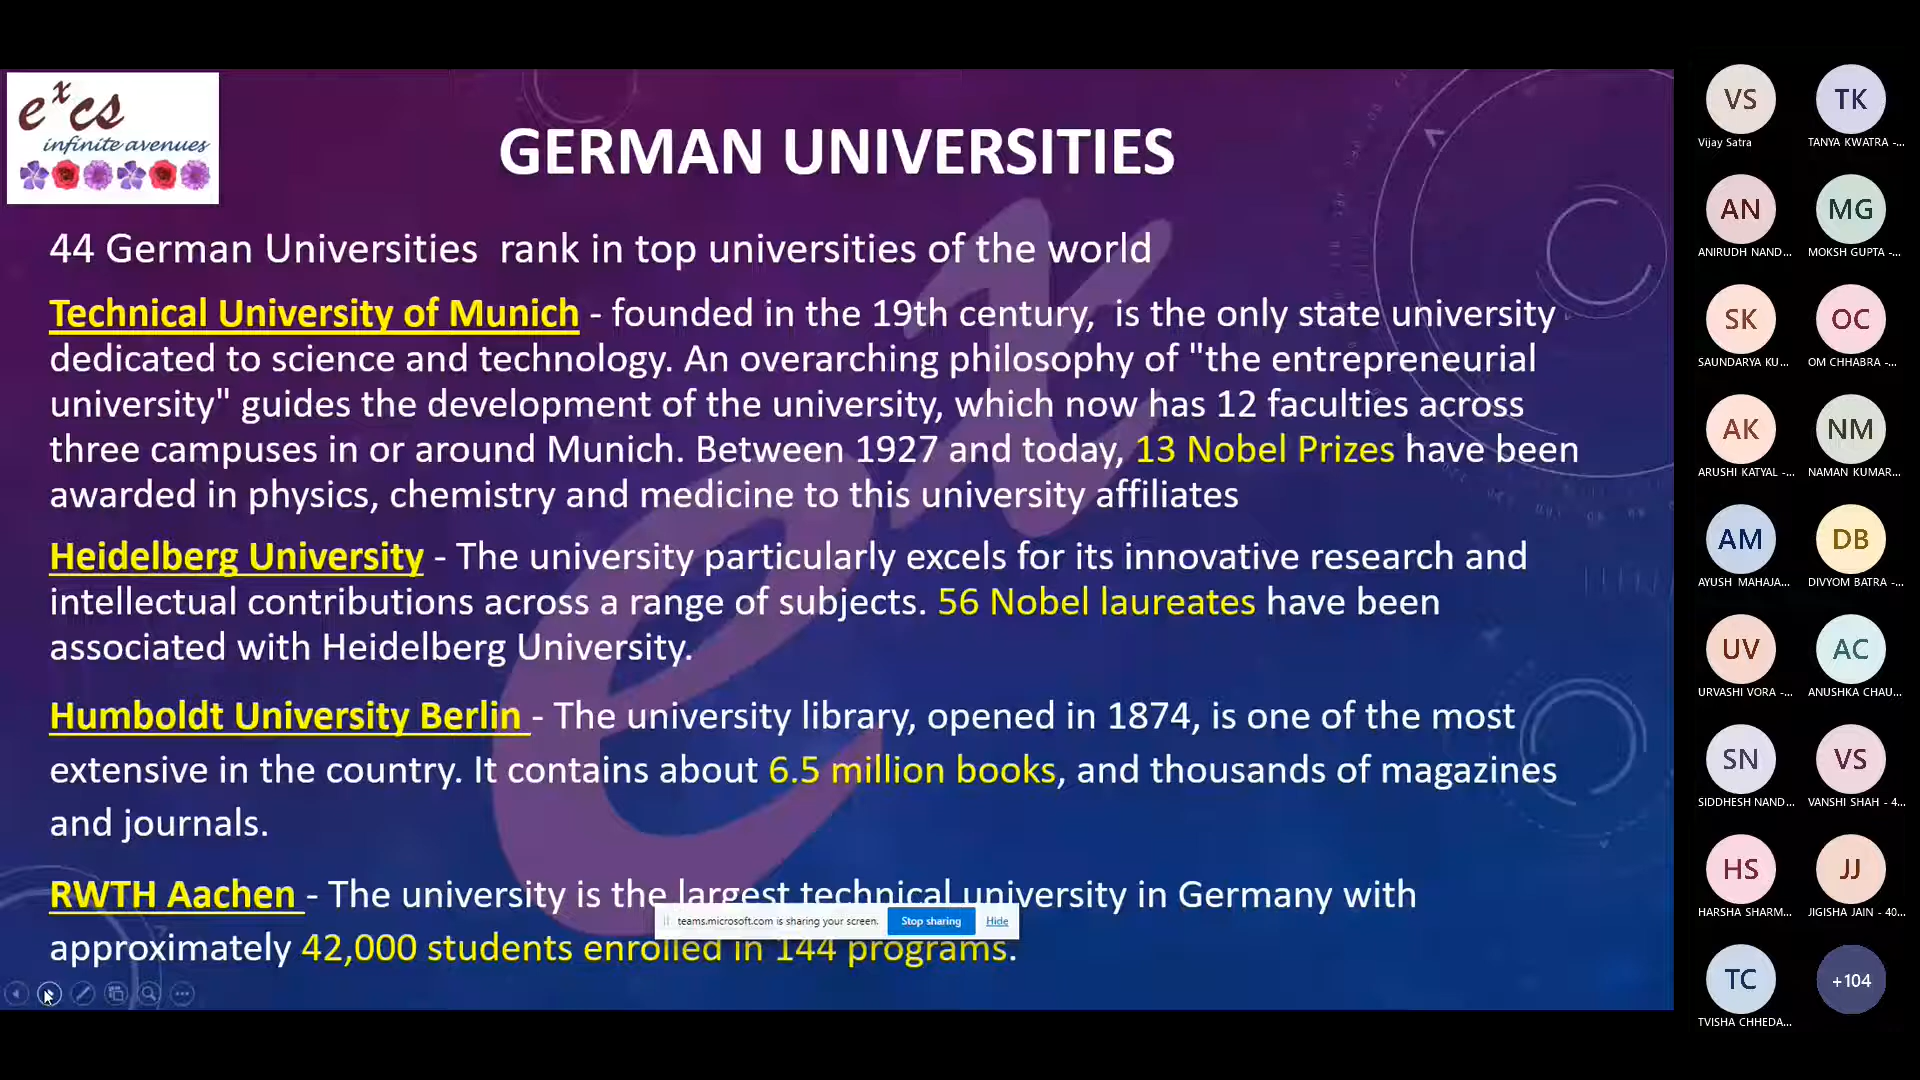 excs
infinite avenues
GERMAN UNIVERSITIES
44 German Universities  rank in top universities of the world
Technical University of Munich - founded in the 19th century,  is the only state university
dedicated to science and technology. An overarching philosophy of "the entrepreneurial
university" guides the development of the university, which now has 12 faculties across
three campuses in or around Munich. Between 1927 and today, 13 Nobel Prizes have been
awarded in physics, chemistry and medicine to this university affiliates
Heidelberg University - The university particularly excels for its innovative research and
intellectual contributions across a range of subjects. 56 Nobel laureates have been
associated with Heidelberg University.
Humboldt University Berlin - The university library, opened in 1874, is one of the most
extensive in the country. It contains about 6.5 million books, and thousands of magazines
and journals.
RWTH Aachen - The university is the largest technical university in Germany with
approximately 42,000 students enrolled in 144 programs.
teams.microsoft.com is sharing your screen. Stop sharing Hide
VS TK
Vijay Satra TANYA KWATRA -...
AN MG
ANIRUDH NAND... MOKSH GUPTA -...
SK OC
SAUNDARYA KU... OM CHHABRA -...
AK NM
ARUSHI KATYAL -... NAMAN KUMAR...
AM DB
AYUSH MAHAJA... DIVYOM BATRA -...
UV AC
URVASHI VORA -... ANUSHKA CHAU...
SN VS
SIDDHESH NAND... VANSHI SHAH - 4...
HS JJ
HARSHA SHARM... JIGISHA JAIN - 40...
TC +104
TVISHA CHHEDA...